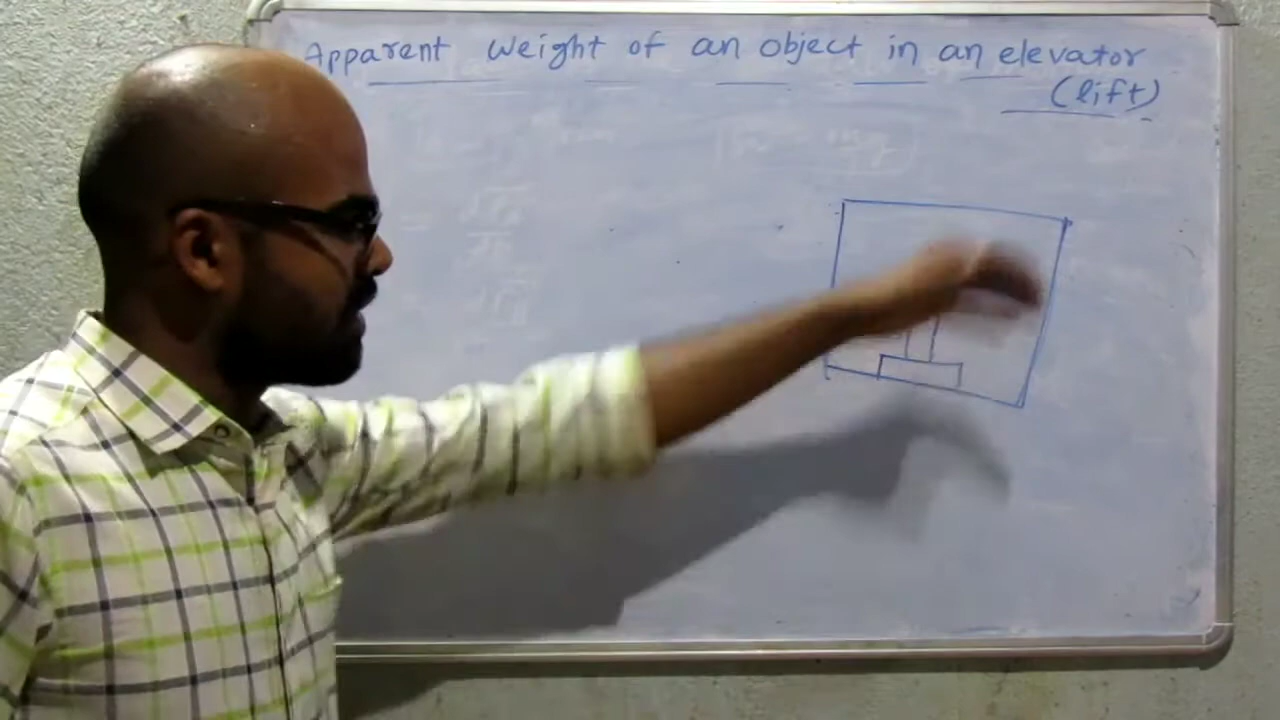 Apparent weight of an object in an elevator
(lift)